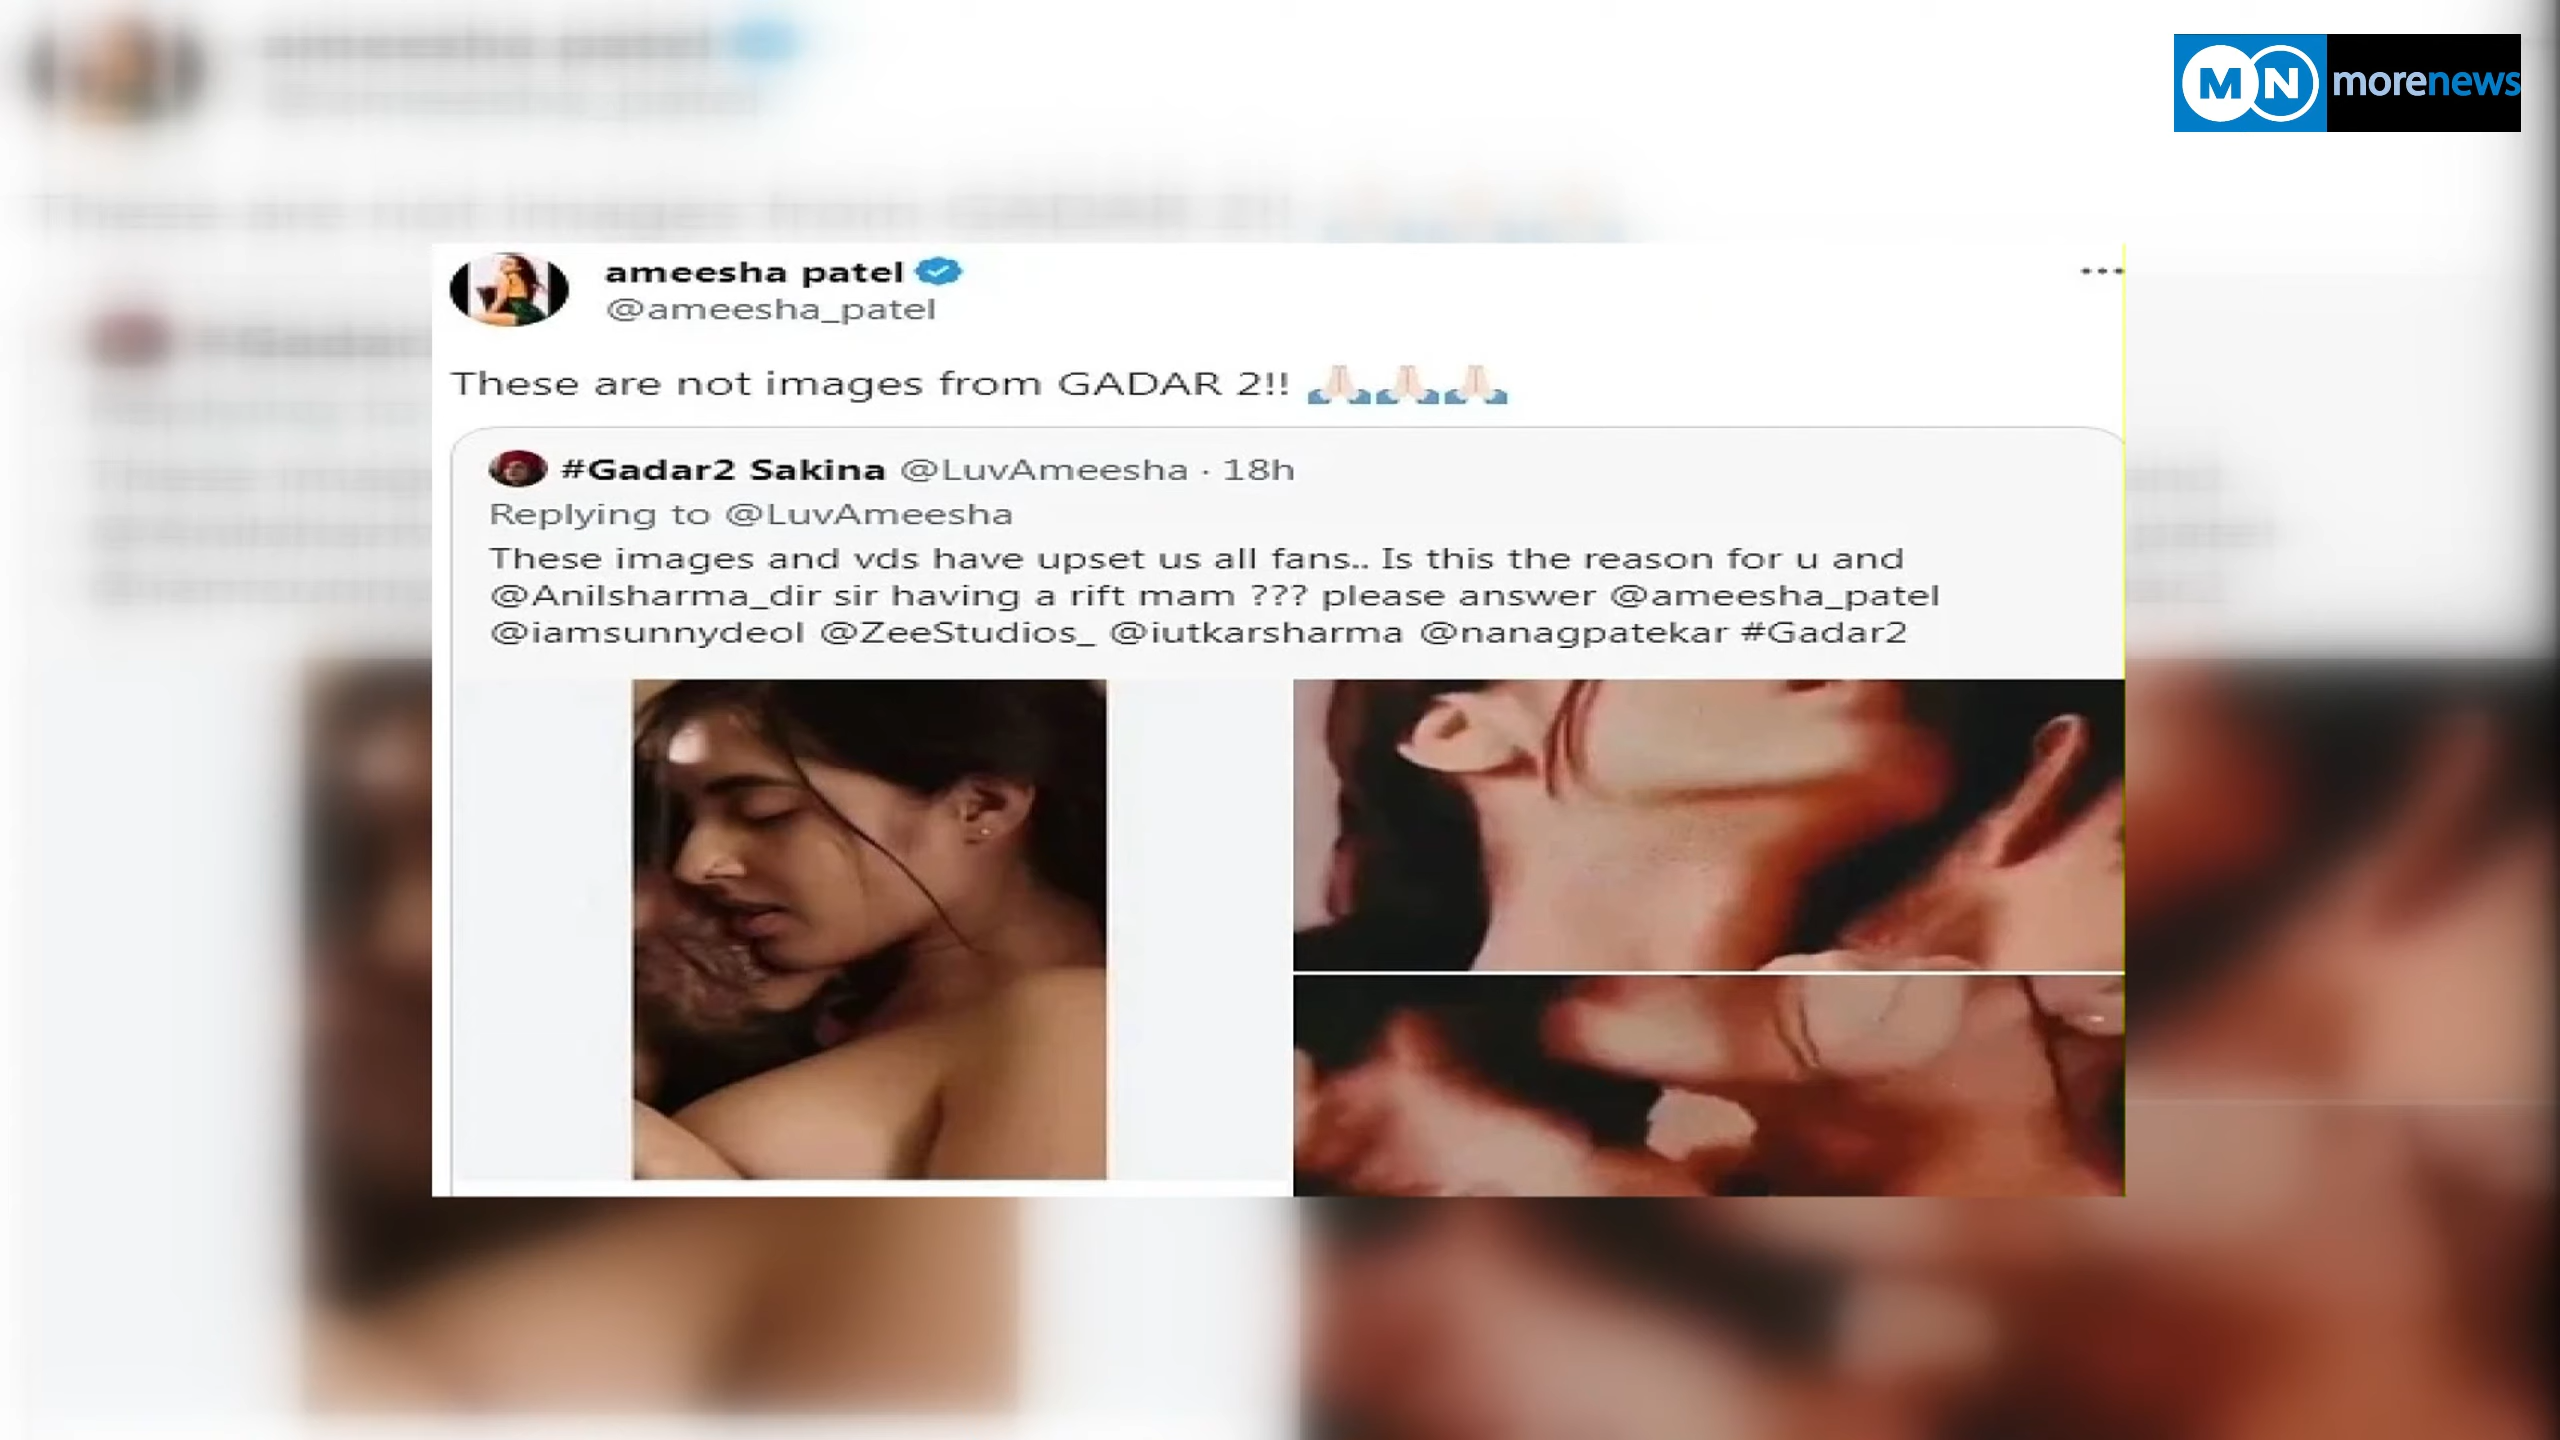 MN morenews
ameesha patel
@ameesha_patel
These are not images from GADAR 2!! 🙏🏻🙏🏻🙏🏻
#Gadar2 Sakina @LuvAmeesha · 18h
Replying to @LuvAmeesha
These images and vds have upset us all fans.. Is this the reason for u and
@Anilsharma_dir sir having a rift mam ??? please answer @ameesha_patel
@iamsunnydeol @ZeeStudios_ @iutkarsharma @nanagpatekar #Gadar2